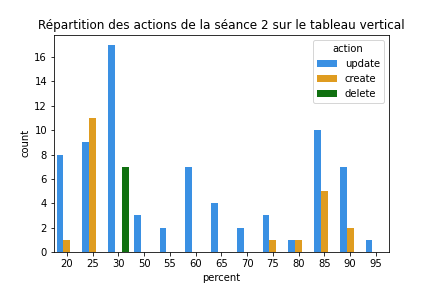 Répartition des actions de la séance 2 sur le tableau vertical
action
update
create
delete
16
14
12
10
8
6
4
2
0
count
20 25 30 50 55 60 65 70 75 80 85 90 95
percent